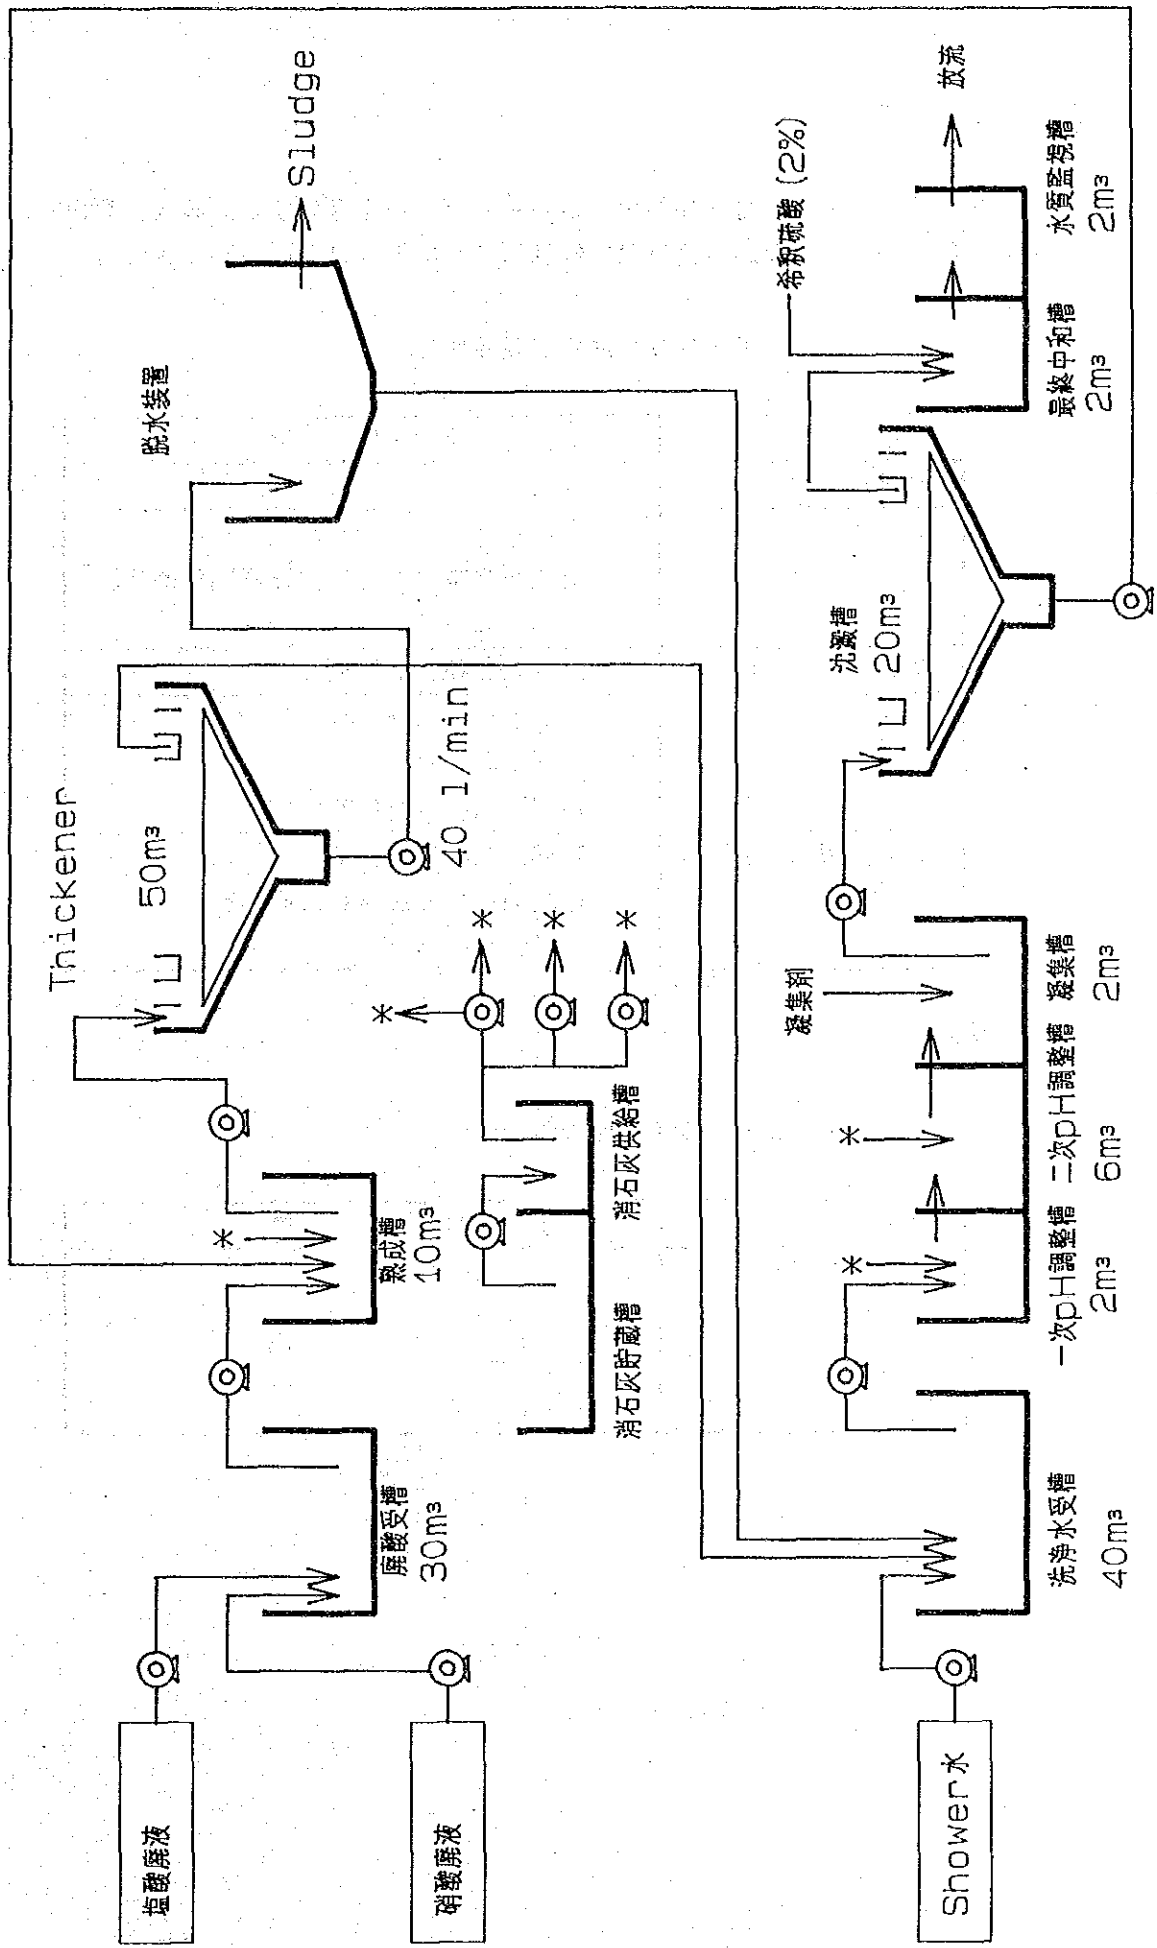 塩酸廃液
硝酸廃液
廃酸受槽
30m³
*
熟成槽
10m³
Thickener
50m³
40 l/min
脱水装置
Sludge
消石灰貯蔵槽
消石灰供給槽
*
*
*
*
Shower水
洗浄水受槽
40m³
*
一次pH調整槽
2m³
*
二次pH調整槽
6m³
凝集剤
凝集槽
2m³
沈澱槽
20m³
希釈硫酸 (2%)
最終中和槽
2m³
水質監視槽
2m³
放流